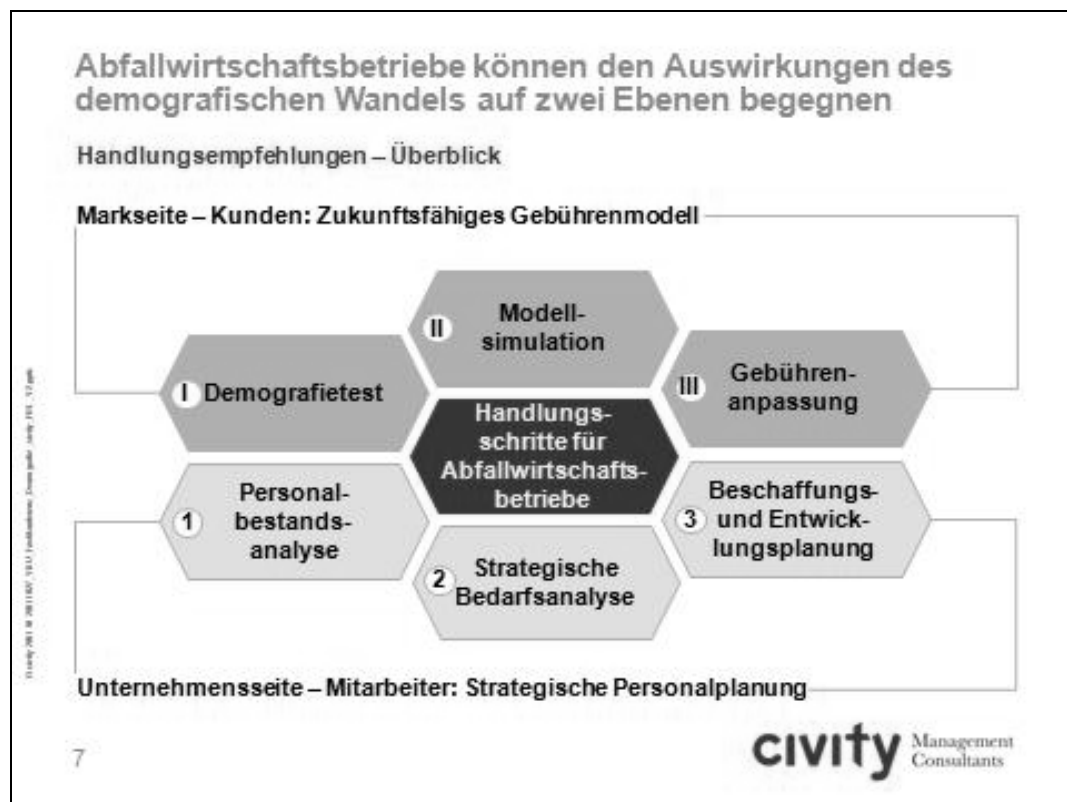 Abfallwirtschaftsbetriebe können den Auswirkungen des
demografischen Wandels auf zwei Ebenen begegnen
Handlungsempfehlungen – Überblick
Markseite – Kunden: Zukunftsfähiges Gebührenmodell
I Demografietest
II Modell-
simulation
III Gebühren-
anpassung
Handlungs-
schritte für
Abfallwirtschafts-
betriebe
1 Personal-
bestands-
analyse
2 Strategische
Bedarfsanalyse
3 Beschaffungs-
und Entwick-
lungsplanung
Unternehmensseite – Mitarbeiter: Strategische Personalplanung
7
civity Management
Consultants